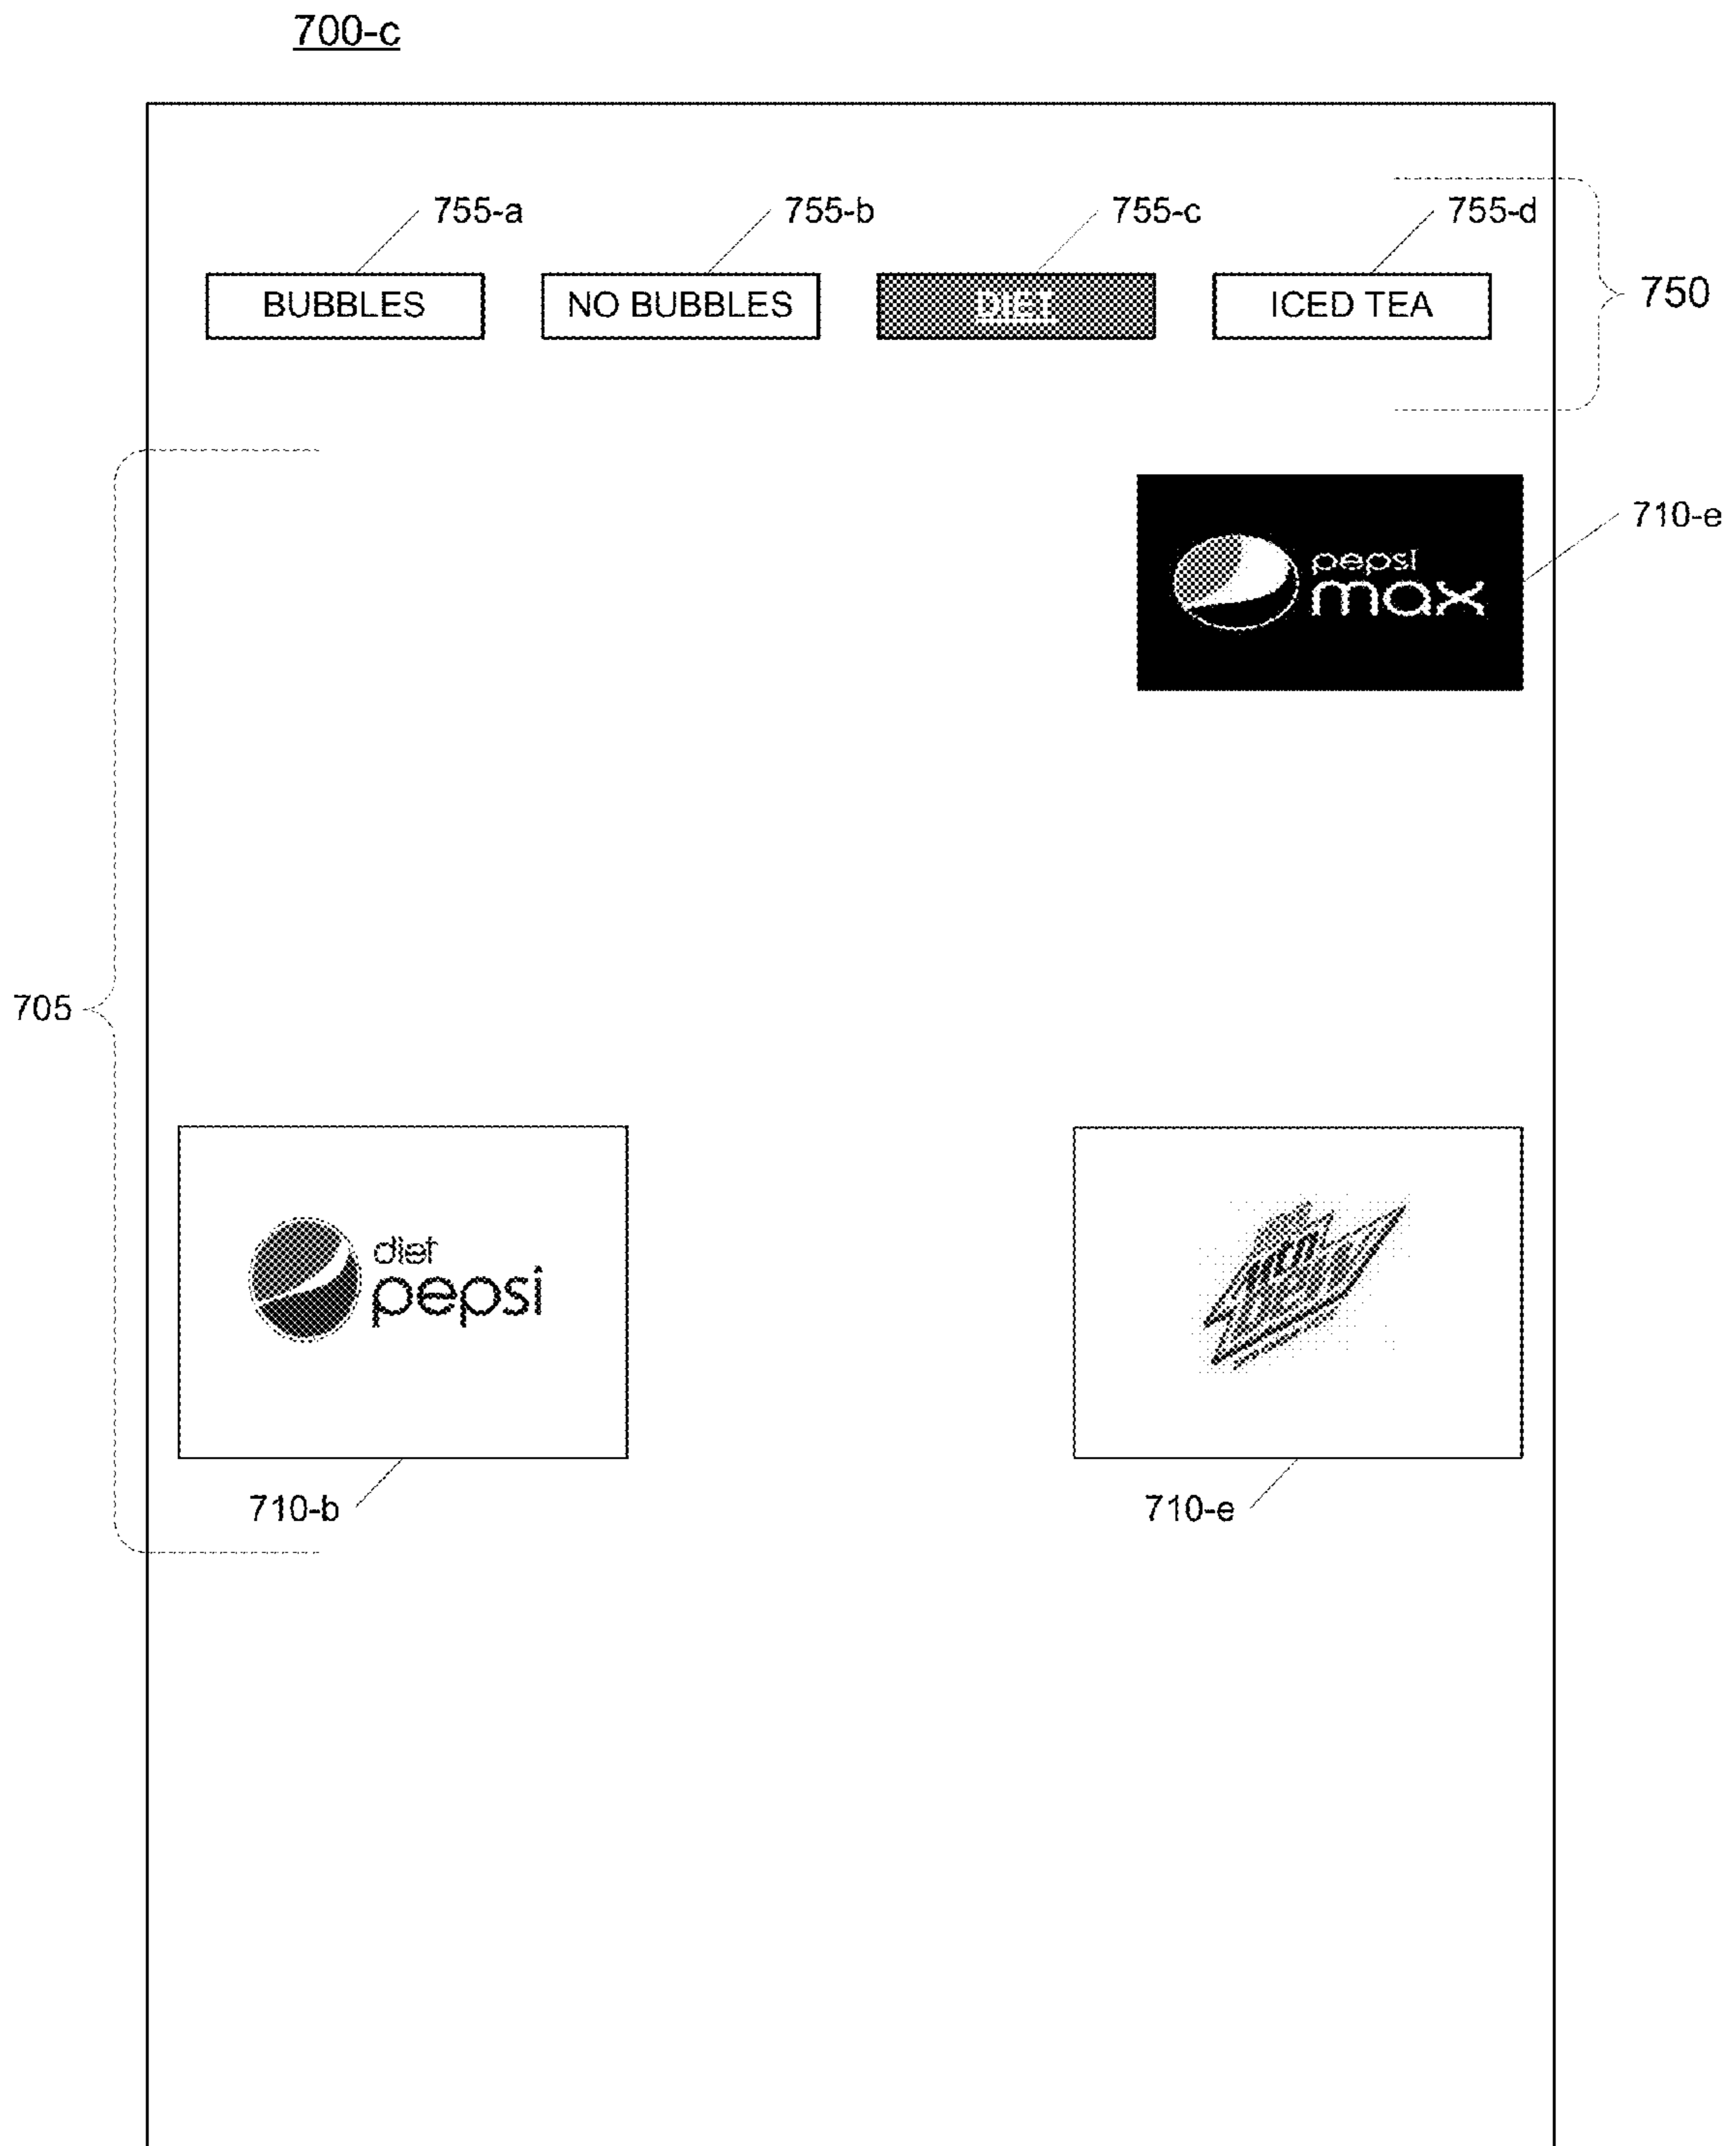 700-c
755-a 755-b 755-c 755-d
BUBBLES NO BUBBLES DIET ICED TEA
750
710-e
pepsi
max
705
diet
pepsi
710-b 710-e